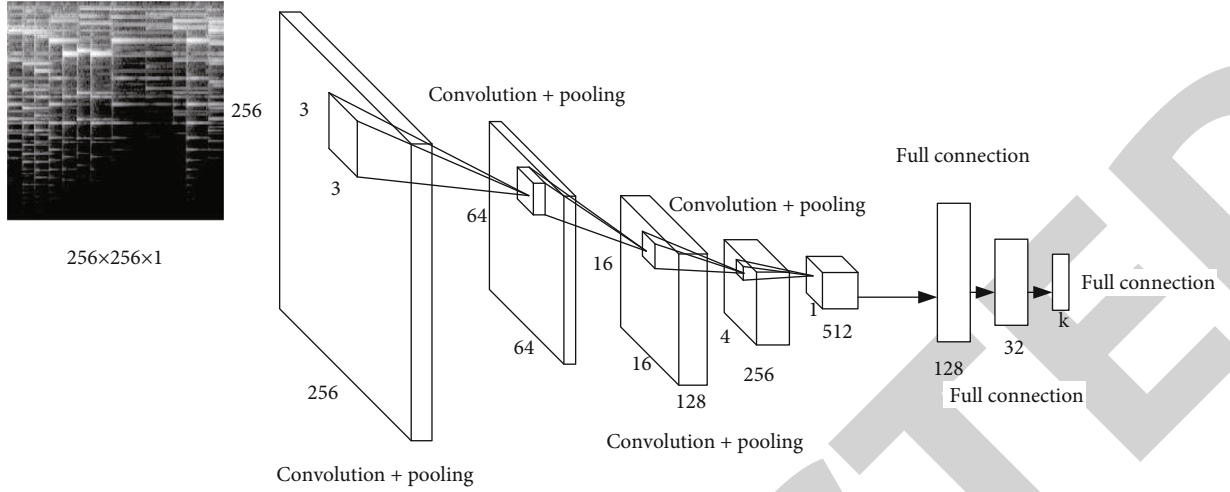 256×256×1
256
3
3
256
Convolution + pooling
Convolution + pooling
64
64
16
16
128
Convolution + pooling
Convolution + pooling
4
256
1
512
Full connection
128
Full connection
32
k
Full connection
TED